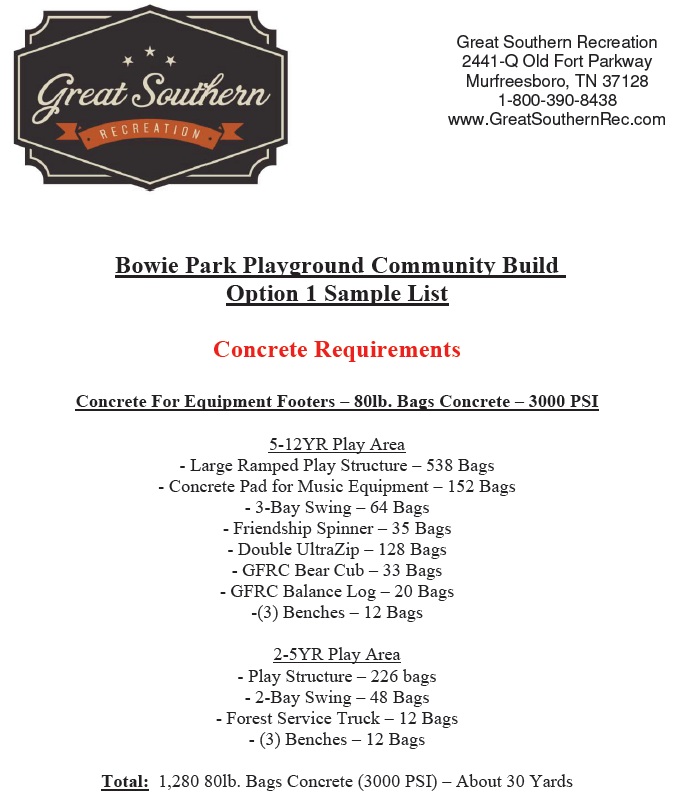 Great Southern
RECREATION
Great Southern Recreation
2441-Q Old Fort Parkway
Murfreesboro, TN 37128
1-800-390-8438
www.GreatSouthernRec.com
Bowie Park Playground Community Build
Option 1 Sample List
Concrete Requirements
Concrete For Equipment Footers – 80lb. Bags Concrete – 3000 PSI
5-12YR Play Area
- Large Ramped Play Structure – 538 Bags
- Concrete Pad for Music Equipment – 152 Bags
- 3-Bay Swing – 64 Bags
- Friendship Spinner – 35 Bags
- Double UltraZip – 128 Bags
- GFRC Bear Cub – 33 Bags
- GFRC Balance Log – 20 Bags
-(3) Benches – 12 Bags
2-5YR Play Area
- Play Structure – 226 bags
- 2-Bay Swing – 48 Bags
- Forest Service Truck – 12 Bags
- (3) Benches – 12 Bags
Total: 1,280 80lb. Bags Concrete (3000 PSI) – About 30 Yards